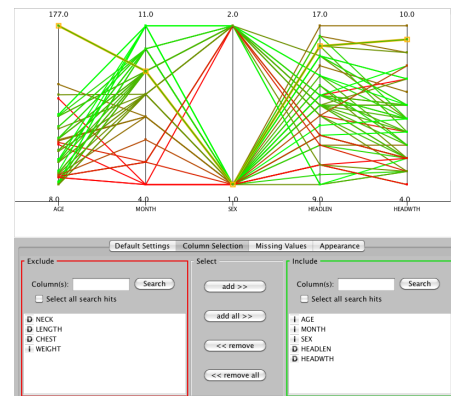 177.0 11.0 2.0 17.0 10.0
8.0 4.0 1.0 9.0 4.0
AGE MONTH SEX HEADLEN HEADWTH
Default Settings Column Selection Missing Values Appearance
Exclude Select Include
Column(s): Search add >> Column(s): Search
Select all search hits Select all search hits
add all >>
D NECK i AGE
D LENGTH i MONTH
D CHEST << remove i SEX
i WEIGHT D HEADLEN
D HEADWTH
<< remove all